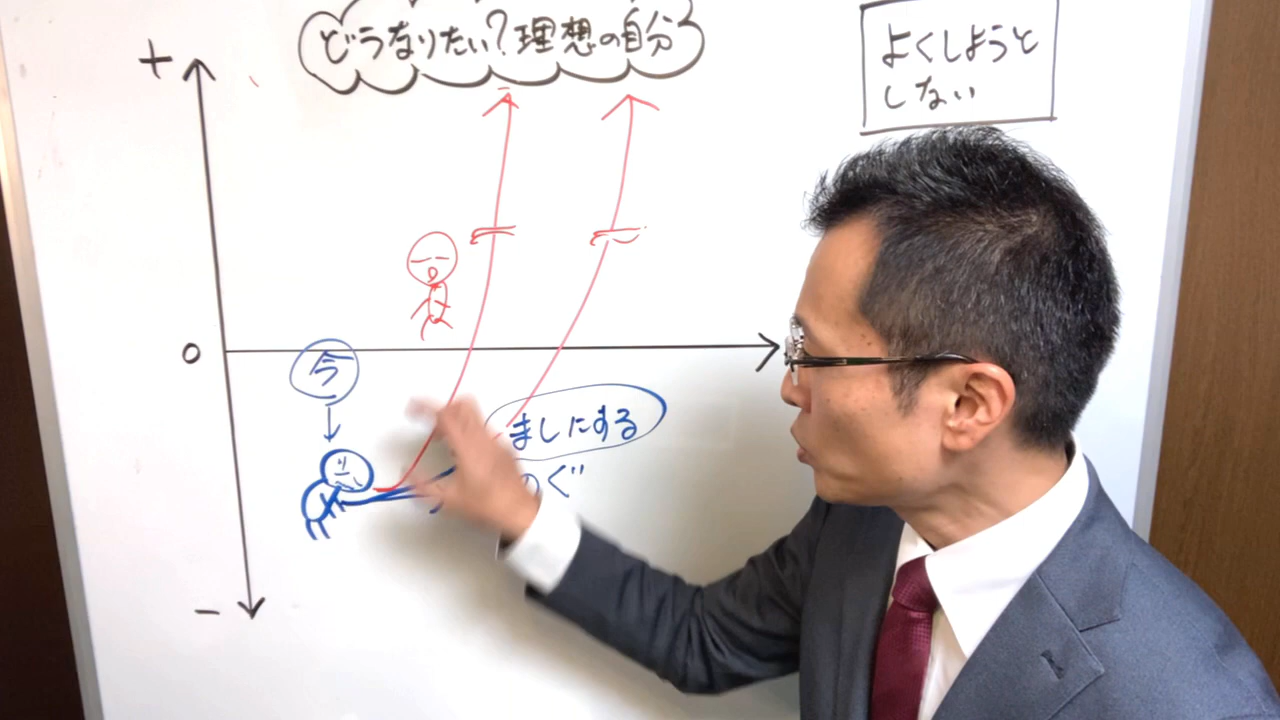 どうなりたい?理想の自分
よくしようと
しない
+
0
今
ましにする
のぐ
-